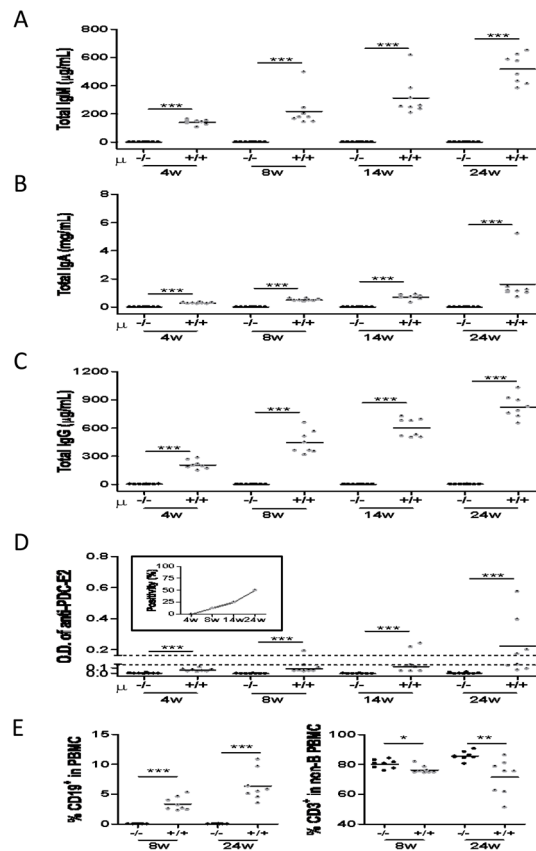 A
Total IgM (μg/mL)
800
600
400
200
0
*** *** *** ***
μ -/- +/+ -/- +/+ -/- +/+ -/- +/+
4w 8w 14w 24w
B
Total IgA (mg/mL)
8
6
4
2
0
*** *** *** ***
μ -/- +/+ -/- +/+ -/- +/+ -/- +/+
4w 8w 14w 24w
C
Total IgG (μg/mL)
1200
900
600
300
0
*** *** *** ***
μ -/- +/+ -/- +/+ -/- +/+ -/- +/+
4w 8w 14w 24w
D
O.D. of anti-PDC-E2
0.8
0.6
0.4
0.2
0.1
0.0
Positivity (%)
100
75
50
25
0
4w 8w 14w 24w
*** *** *** ***
μ -/- +/+ -/- +/+ -/- +/+ -/- +/+
4w 8w 14w 24w
E
% CD19+ in PBMC
15
10
5
0
*** ***
-/- +/+ -/- +/+
8w 24w
% CD3+ in non-B PBMC
100
80
60
40
* **
-/- +/+ -/- +/+
8w 24w